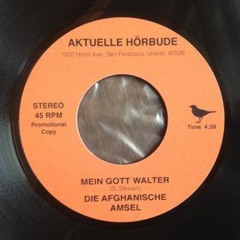 AKTUELLE HÖRBUDE
STEREO
45 RPM
Promotional
Copy
Time 4:39
MEIN GOTT WALTER
DIE AFGHANISCHE
AMSEL